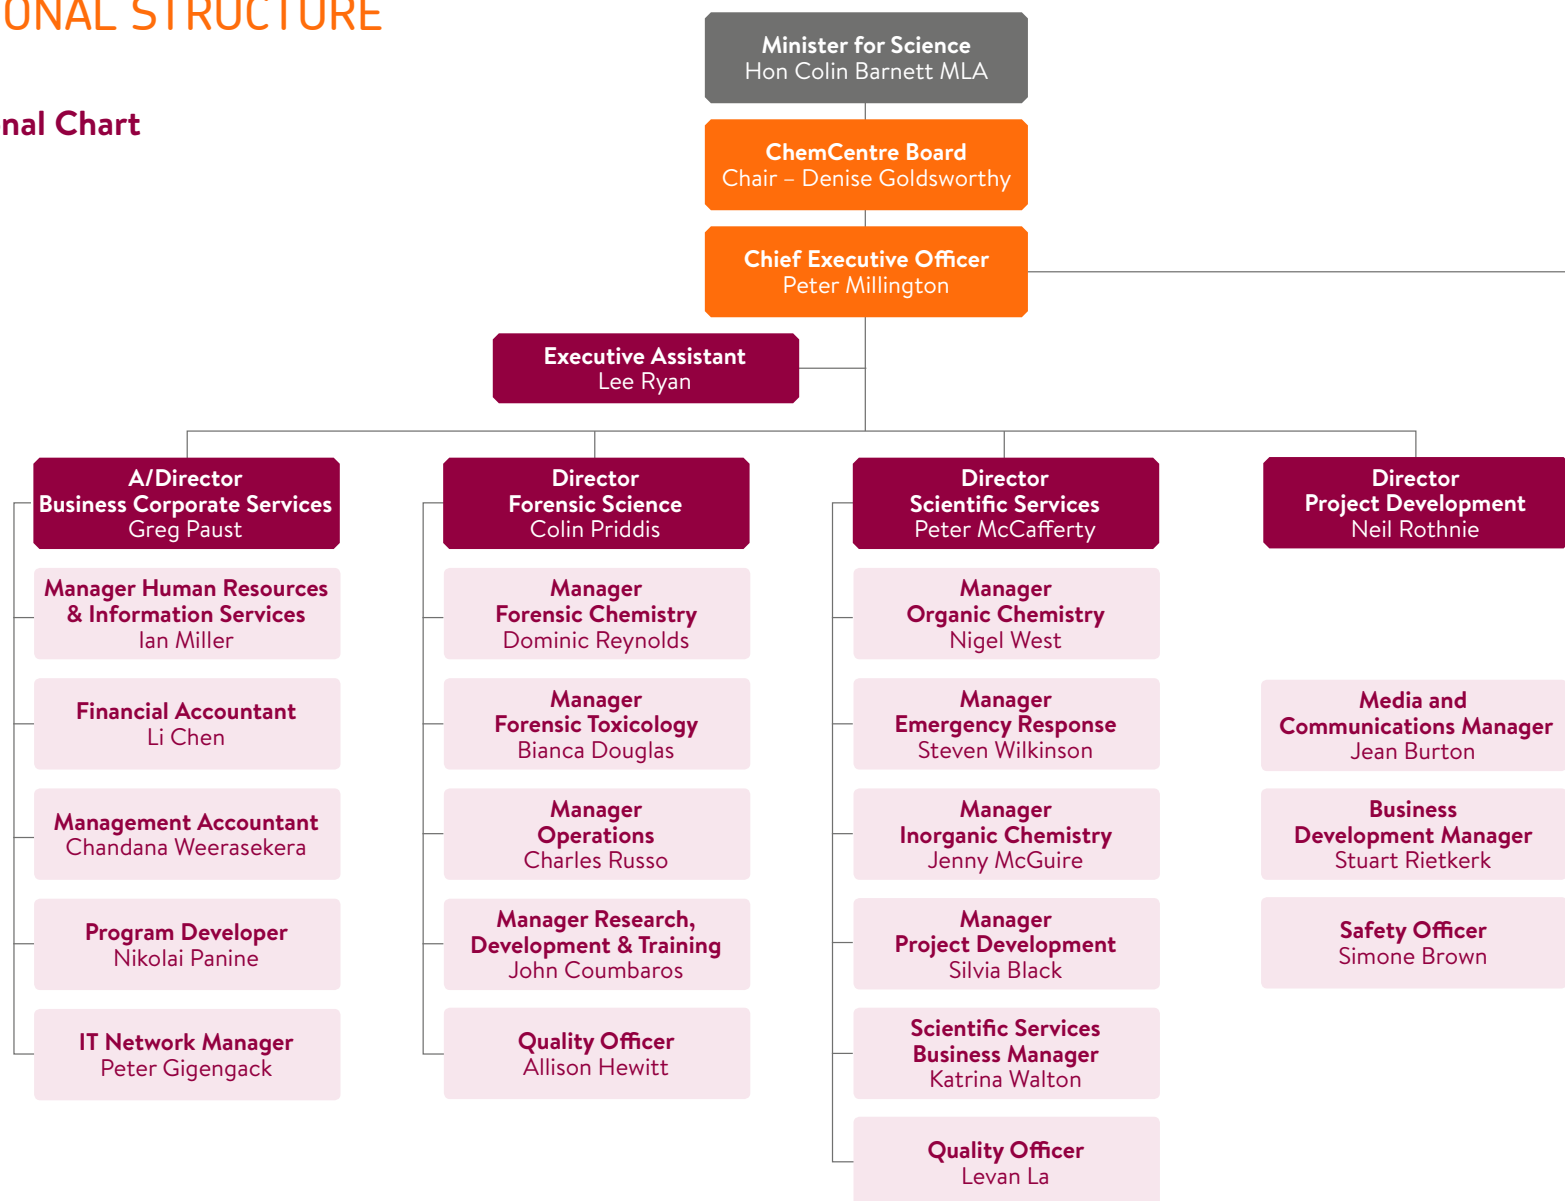 ONAL STRUCTURE
nal Chart
Minister for Science
Hon Colin Barnett MLA
ChemCentre Board
Chair – Denise Goldsworthy
Chief Executive Officer
Peter Millington
Executive Assistant
Lee Ryan
A/Director
Business Corporate Services
Greg Paust
Manager Human Resources
& Information Services
Ian Miller
Financial Accountant
Li Chen
Management Accountant
Chandana Weerasekera
Program Developer
Nikolai Panine
IT Network Manager
Peter Gigengack
Director
Forensic Science
Colin Priddis
Manager
Forensic Chemistry
Dominic Reynolds
Manager
Forensic Toxicology
Bianca Douglas
Manager
Operations
Charles Russo
Manager Research,
Development & Training
John Coumbaros
Quality Officer
Allison Hewitt
Director
Scientific Services
Peter McCafferty
Manager
Organic Chemistry
Nigel West
Manager
Emergency Response
Steven Wilkinson
Manager
Inorganic Chemistry
Jenny McGuire
Manager
Project Development
Silvia Black
Scientific Services
Business Manager
Katrina Walton
Quality Officer
Levan La
Director
Project Development
Neil Rothnie
Media and
Communications Manager
Jean Burton
Business
Development Manager
Stuart Rietkerk
Safety Officer
Simone Brown